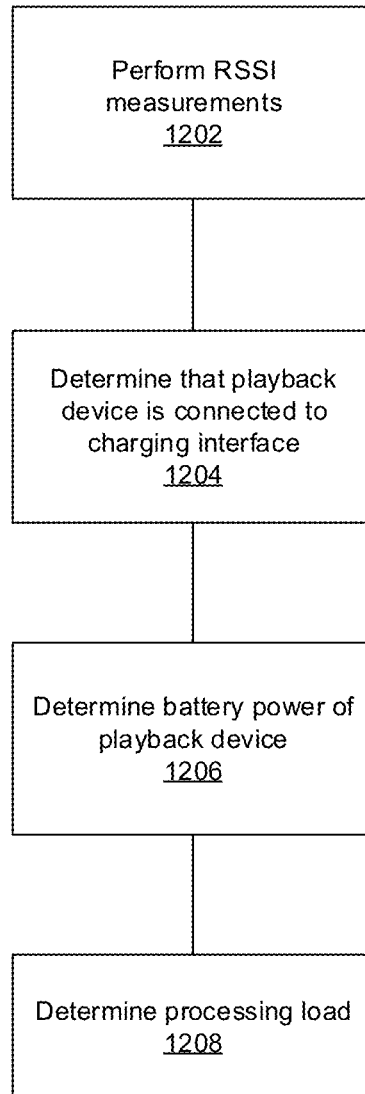 Perform RSSI
measurements
1202
Determine that playback
device is connected to
charging interface
1204
Determine battery power of
playback device
1206
Determine processing load
1208